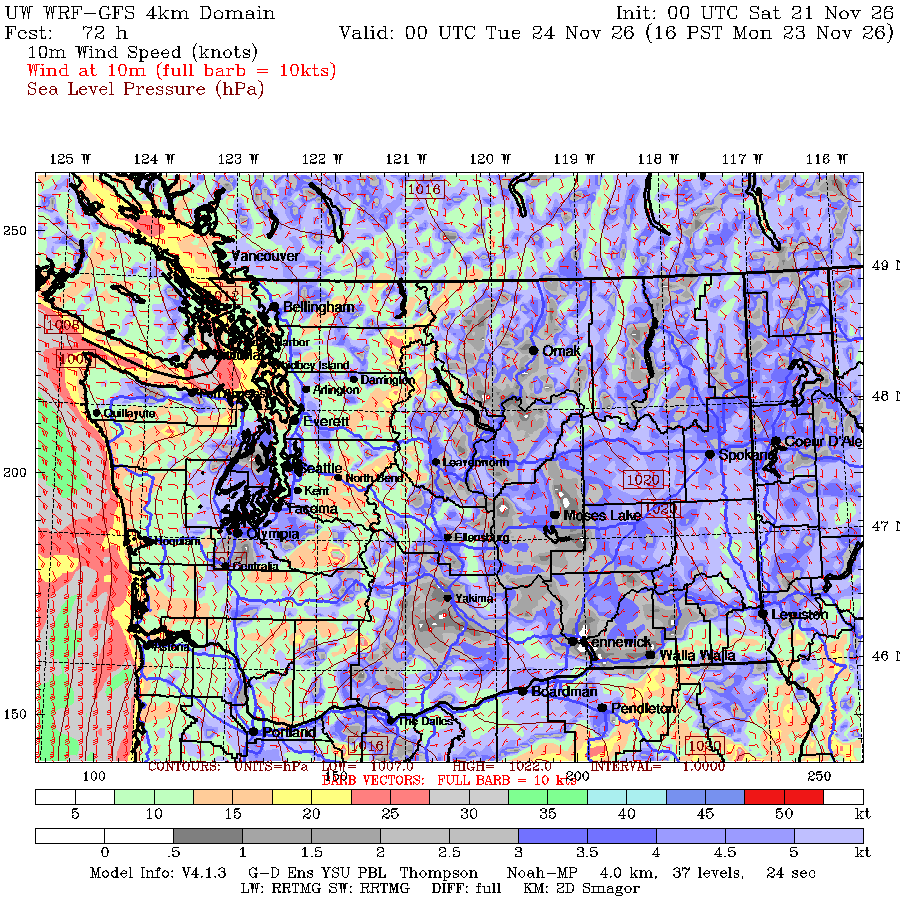 UW WRF-GFS 4km Domain Init: 00 UTC Sat 21 Nov 26
Fcst: 72 h Valid: 00 UTC Tue 24 Nov 26 (16 PST Mon 23 Nov 26)
10m Wind Speed (knots)
Wind at 10m (full barb = 10kts)
Sea Level Pressure (hPa)
125 W 124 W 123 W 122 W 121 W 120 W 119 W 118 W 117 W 116 W
1016
250
Vancouver
49 N
Bellingham
1008
Omak
Darrington
Arlington
48 N
Quillayute
Everett
Coeur D'Alene
Spokane
Leavenworth
Seattle
200
North Bend
1020
Kent
Tacoma
1020
Moses Lake
47 N
Olympia
Hoquiam
Ellensburg
Centralia
Yakima
Lewiston
Kennewick
Astoria
Walla Walla
46 N
Boardman
Pendleton
150
The Dalles
Portland
1016
1020
CONTOURS: UNITS=hPa LOW= 1007.0 HIGH= 1022.0 INTERVAL= 1.0000
100 150 200 250
BARB VECTORS: FULL BARB = 10 kts
5 10 15 20 25 30 35 40 45 50 kt
0 .5 1 1.5 2 2.5 3 3.5 4 4.5 5 kt
Model Info: V4.1.3 G-D Ens YSU PBL Thompson Noah-MP 4.0 km, 37 levels, 24 sec
LW: RRTMG SW: RRTMG DIFF: full KM: 2D Smagor